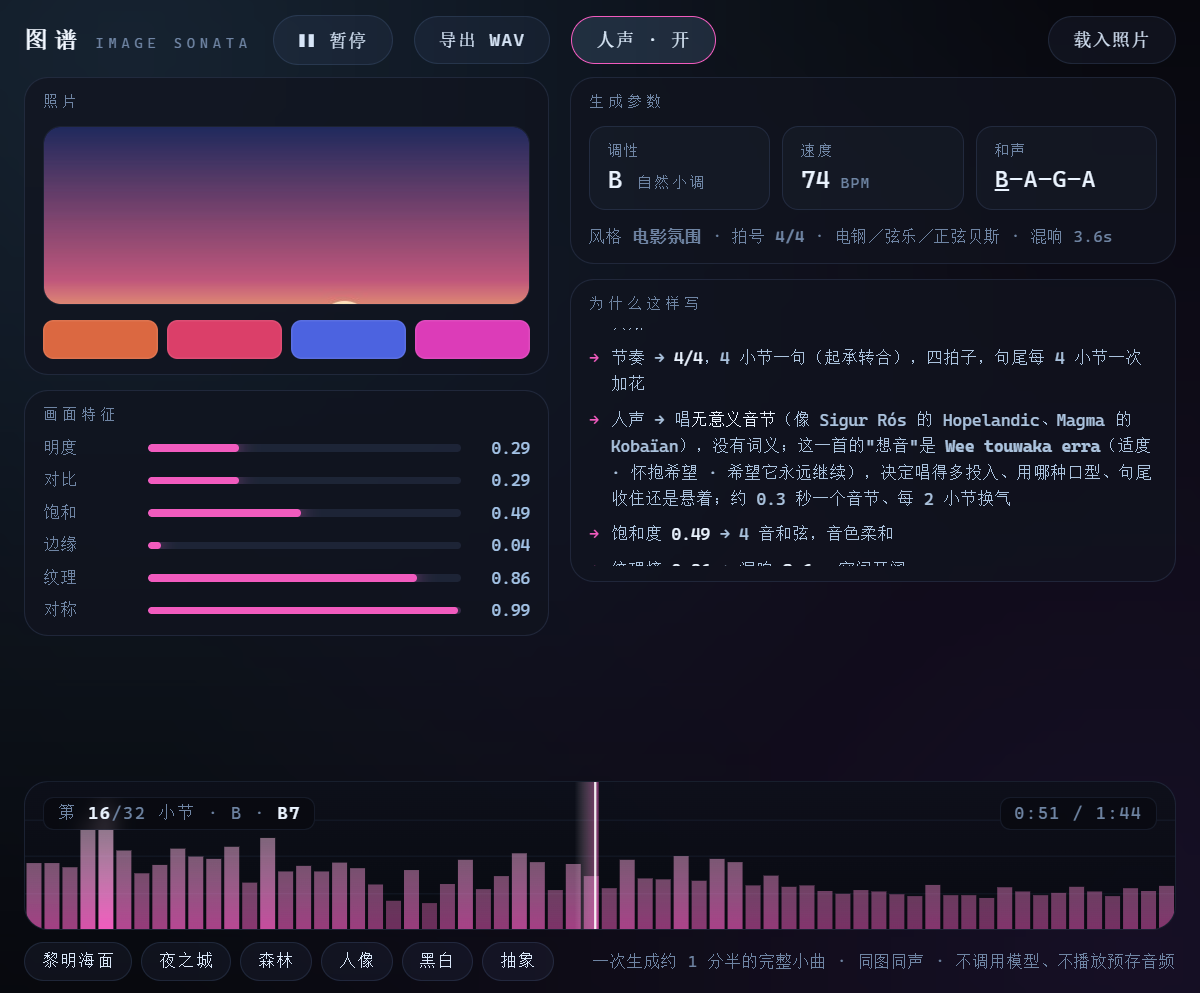 图谱 IMAGE SONATA 暂停 导出 WAV 人声 · 开 载入照片
照片
明度 0.29
对比 0.29
饱和 0.49
边缘 0.04
纹理 0.86
对称 0.99
画面特征
生成参数
调性
B 自然小调
速度
74 BPM
和声
B—A—G—A
风格 电影氛围 · 拍号 4/4 · 电钢／弦乐／正弦贝斯 · 混响 3.6s
为什么这样写
→ 节奏 → 4/4，4 小节一句（起承转合），四拍子，句尾每 4 小节一次
加花
→ 人声 → 唱无意义音节（像 Sigur Rós 的 Hopelandic、Magma 的
Kobaïan），没有词义；这一首的"想音"是 Wee touwaka erra（适度
· 怀抱希望 · 希望它永远继续），决定唱得多投入、用哪种口型、句尾
收住还是悬着；约 0.3 秒一个音节、每 2 小节换气
→ 饱和度 0.49 → 4 音和弦，音色柔和
第 16/32 小节 · B · B7
0:51 / 1:44
黎明海面 夜之城 森林 人像 黑白 抽象
一次生成约 1 分半的完整小曲 · 同图同声 · 不调用模型、不播放预存音频